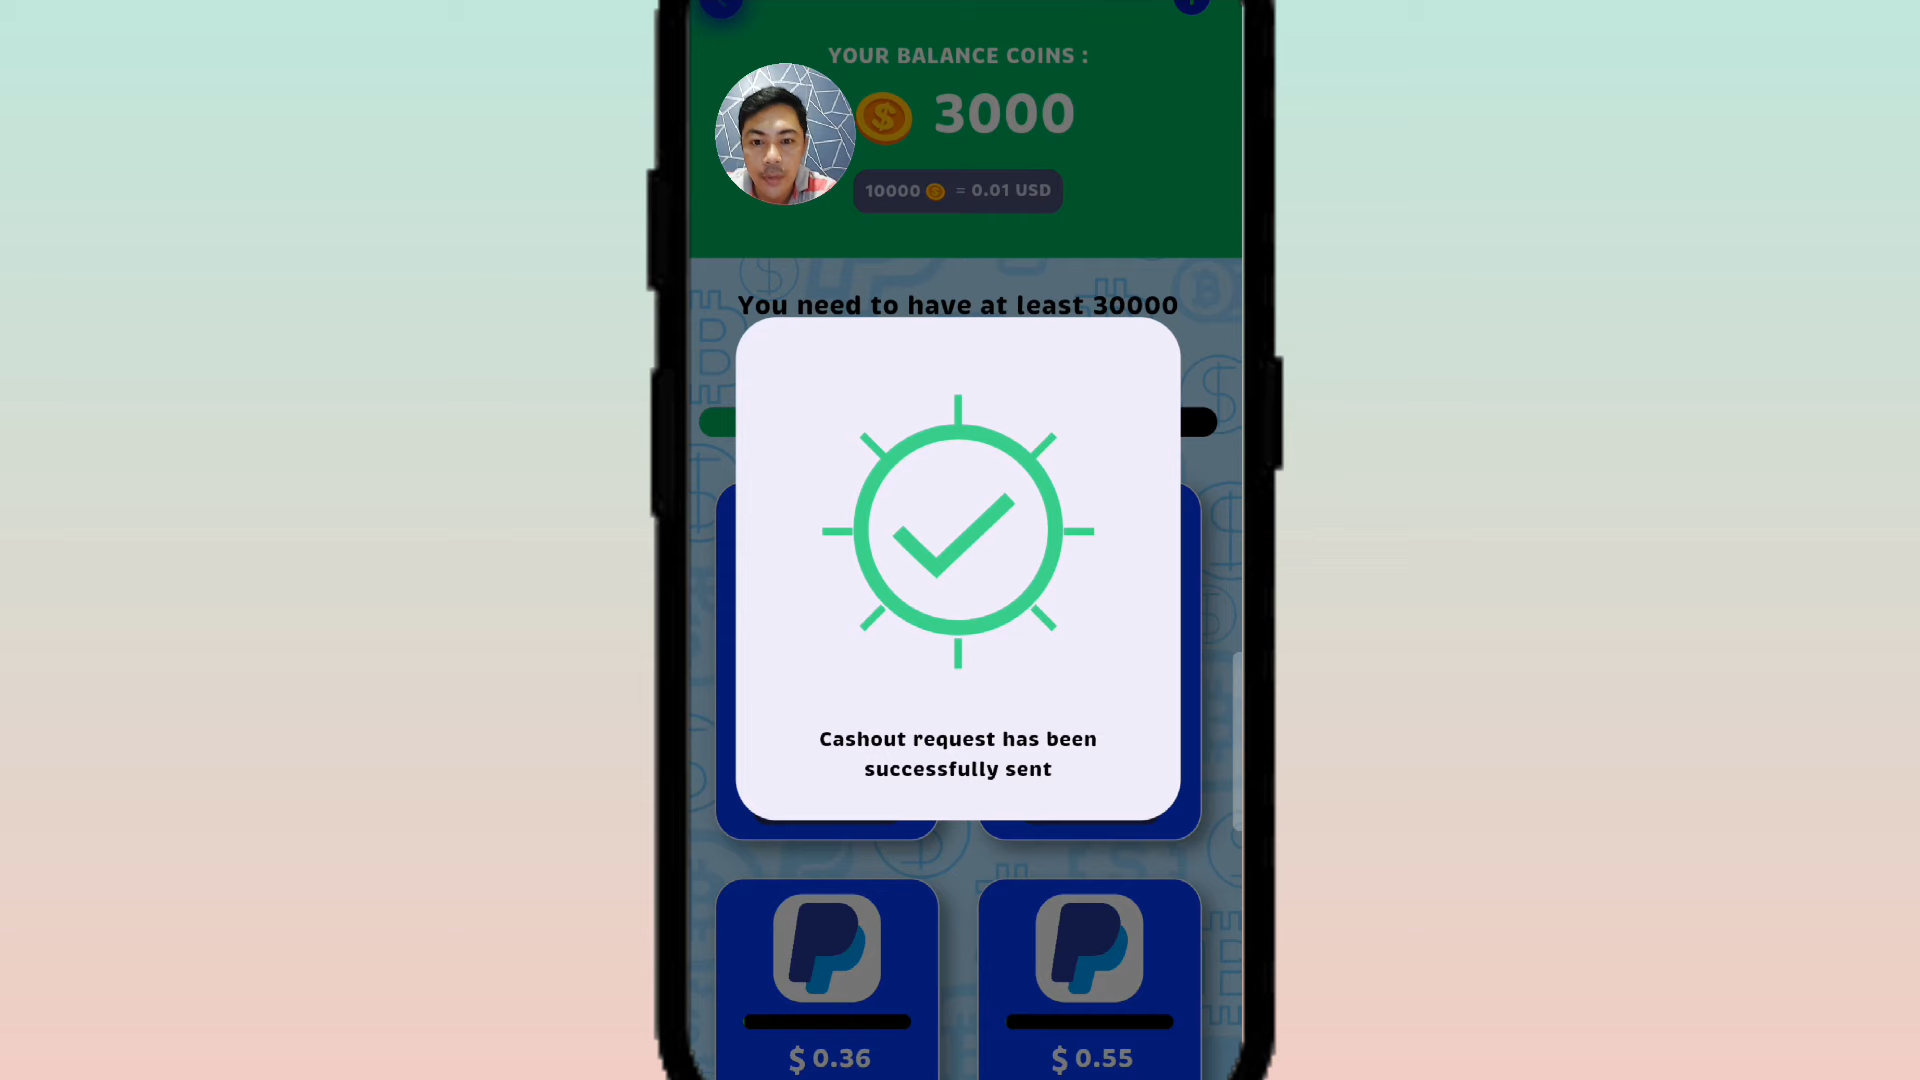 YOUR BALANCE COINS :
3000
10000 = 0.01 USD
You need to have at least 30000
Cashout request has been
successfully sent
$ 0.36
$ 0.55